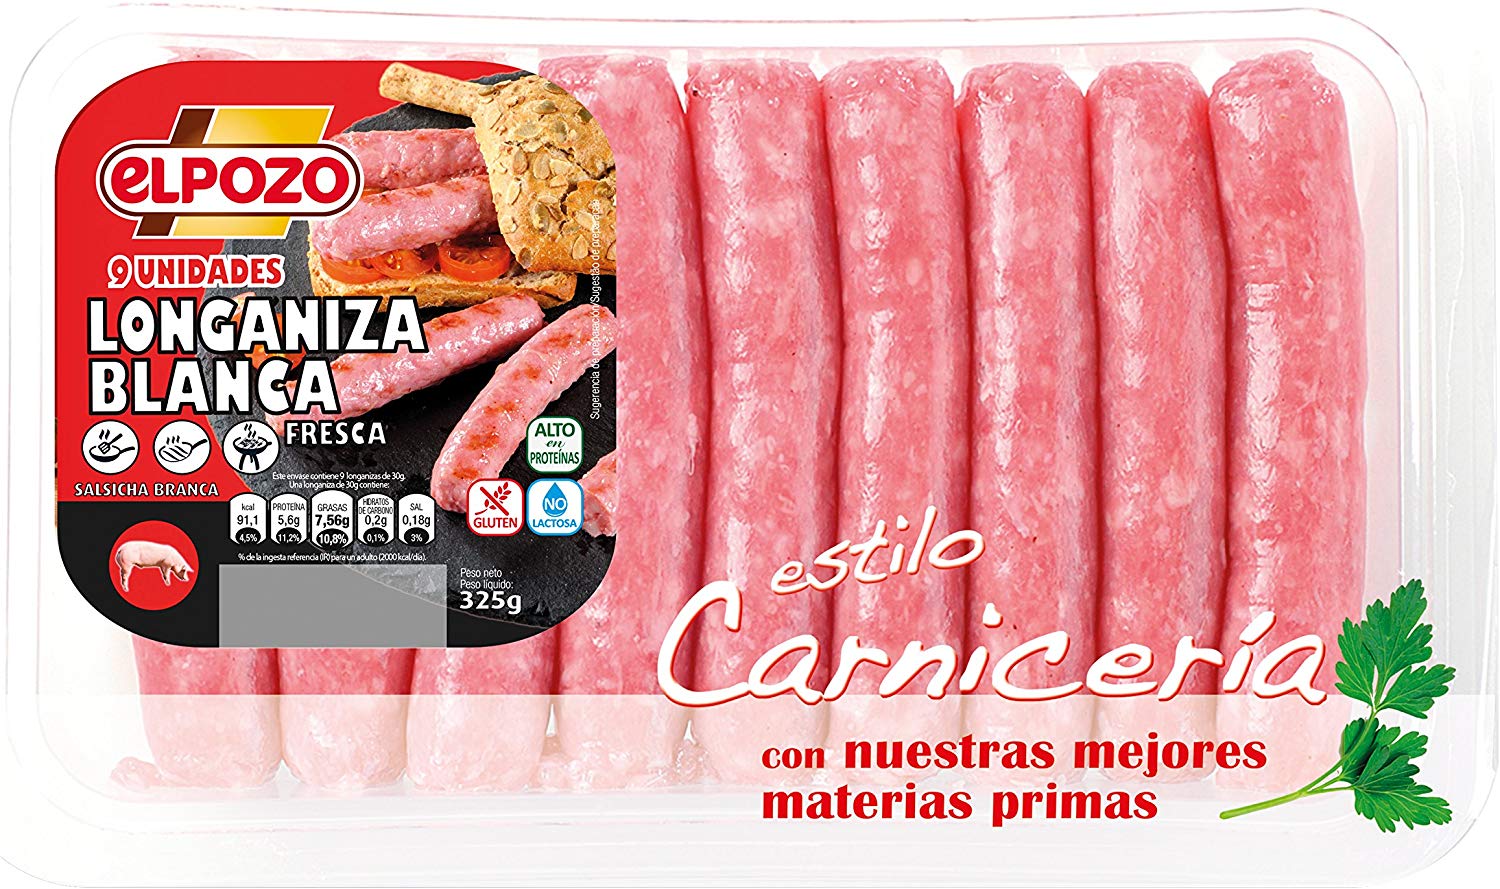 ELPOZO
9 UNIDADES
LONGANIZA
BLANCA
FRESCA
SALSICHA BRANCA
Este envase contiene 9 longanizas de 30g.
Una longaniza de 30g contiene:
kcal
91,1
4,5%
PROTEÍNA
5,6g
11,2%
GRASAS
7,56g
10,8%
HIDRATOS
DE CARBONO
0,2g
0,1%
SAL
0,18g
3%
% de la ingesta referencia (IR) para un adulto (2000 kcal/día).
Peso neto
Peso líquido:
325g
ALTO
en
PROTEÍNAS
GLUTEN
NO
LACTOSA
Sugerencia de preparación/Sugestão de preparação
estilo
Carnicería
con nuestras mejores
materias primas